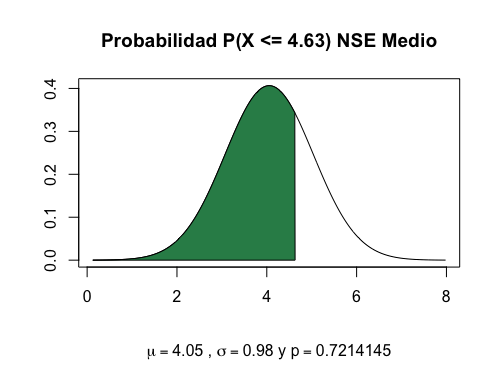 Probabilidad P(X <= 4.63) NSE Medio
0.4
0.3
0.2
0.1
0.0
0 2 4 6 8
μ = 4.05 , σ = 0.98 y p = 0.7214145